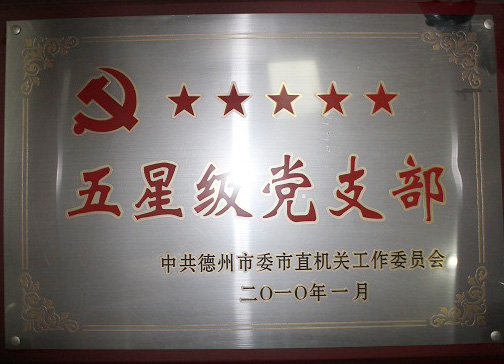 五星级党支部
中共德州市委市直机关工作委员会
二〇一〇年一月